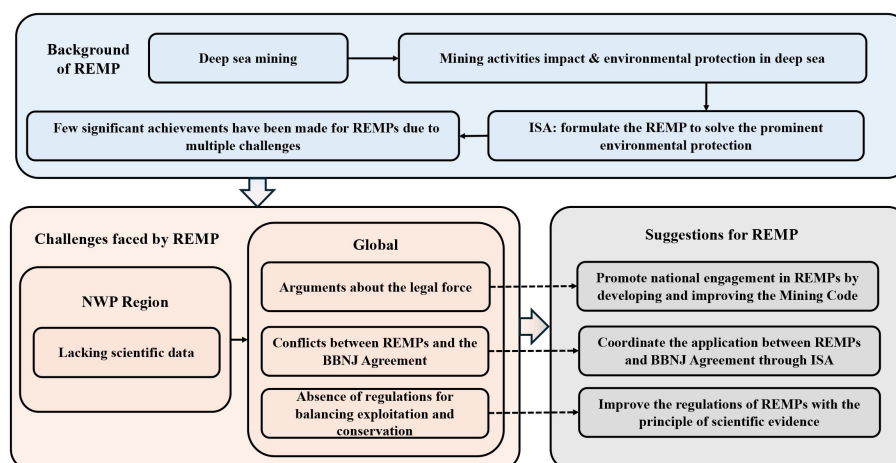 Background
of REMP
Deep sea mining
Mining activities impact & environmental protection in deep sea
Few significant achievements have been made for REMPs due to
multiple challenges
ISA: formulate the REMP to solve the prominent
environmental protection
Challenges faced by REMP
NWP Region
Lacking scientific data
Global
Arguments about the legal force
Conflicts between REMPs and the
BBNJ Agreement
Absence of regulations for
balancing exploitation and
conservation
Suggestions for REMP
Promote national engagement in REMPs by
developing and improving the Mining Code
Coordinate the application between REMPs
and BBNJ Agreement through ISA
Improve the regulations of REMPs with the
principle of scientific evidence